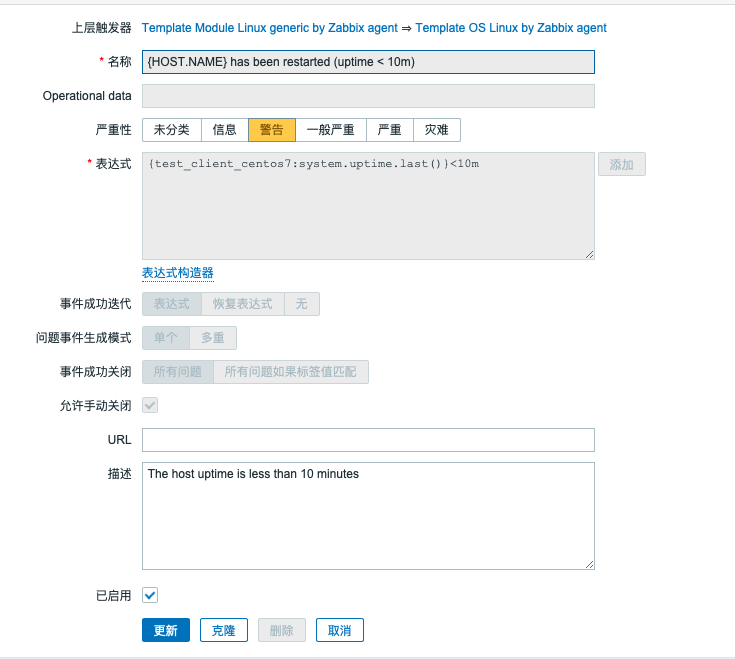 上层触发器 Template Module Linux generic by Zabbix agent ⇒ Template OS Linux by Zabbix agent
* 名称 {HOST.NAME} has been restarted (uptime < 10m)
Operational data
严重性 未分类 信息 警告 一般严重 严重 灾难
* 表达式 {test_client_centos7:system.uptime.last()}<10m 添加
表达式构造器
事件成功迭代 表达式 恢复表达式 无
问题事件生成模式 单个 多重
事件成功关闭 所有问题 所有问题如果标签值匹配
允许手动关闭
URL
描述 The host uptime is less than 10 minutes
已启用
更新 克隆 删除 取消